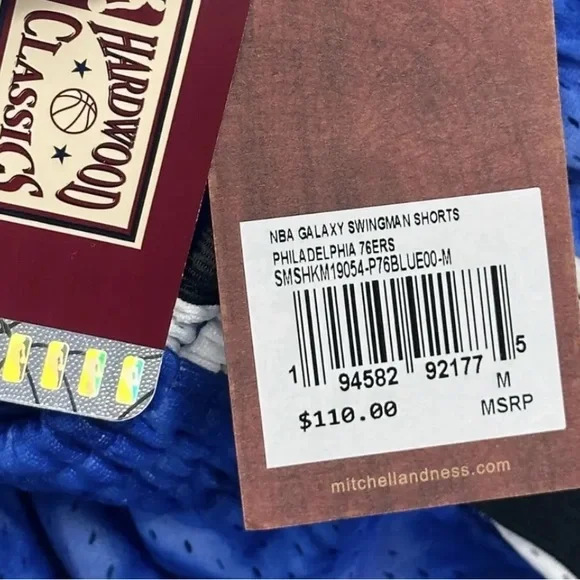 HARDWOOD
CLASSICS
NBA GALAXY SWINGMAN SHORTS
PHILADELPHIA 76ERS
SMSHKM19054-P76BLUE00-M
1 94582 92177 5
M
$110.00 MSRP
mitchellandness.com